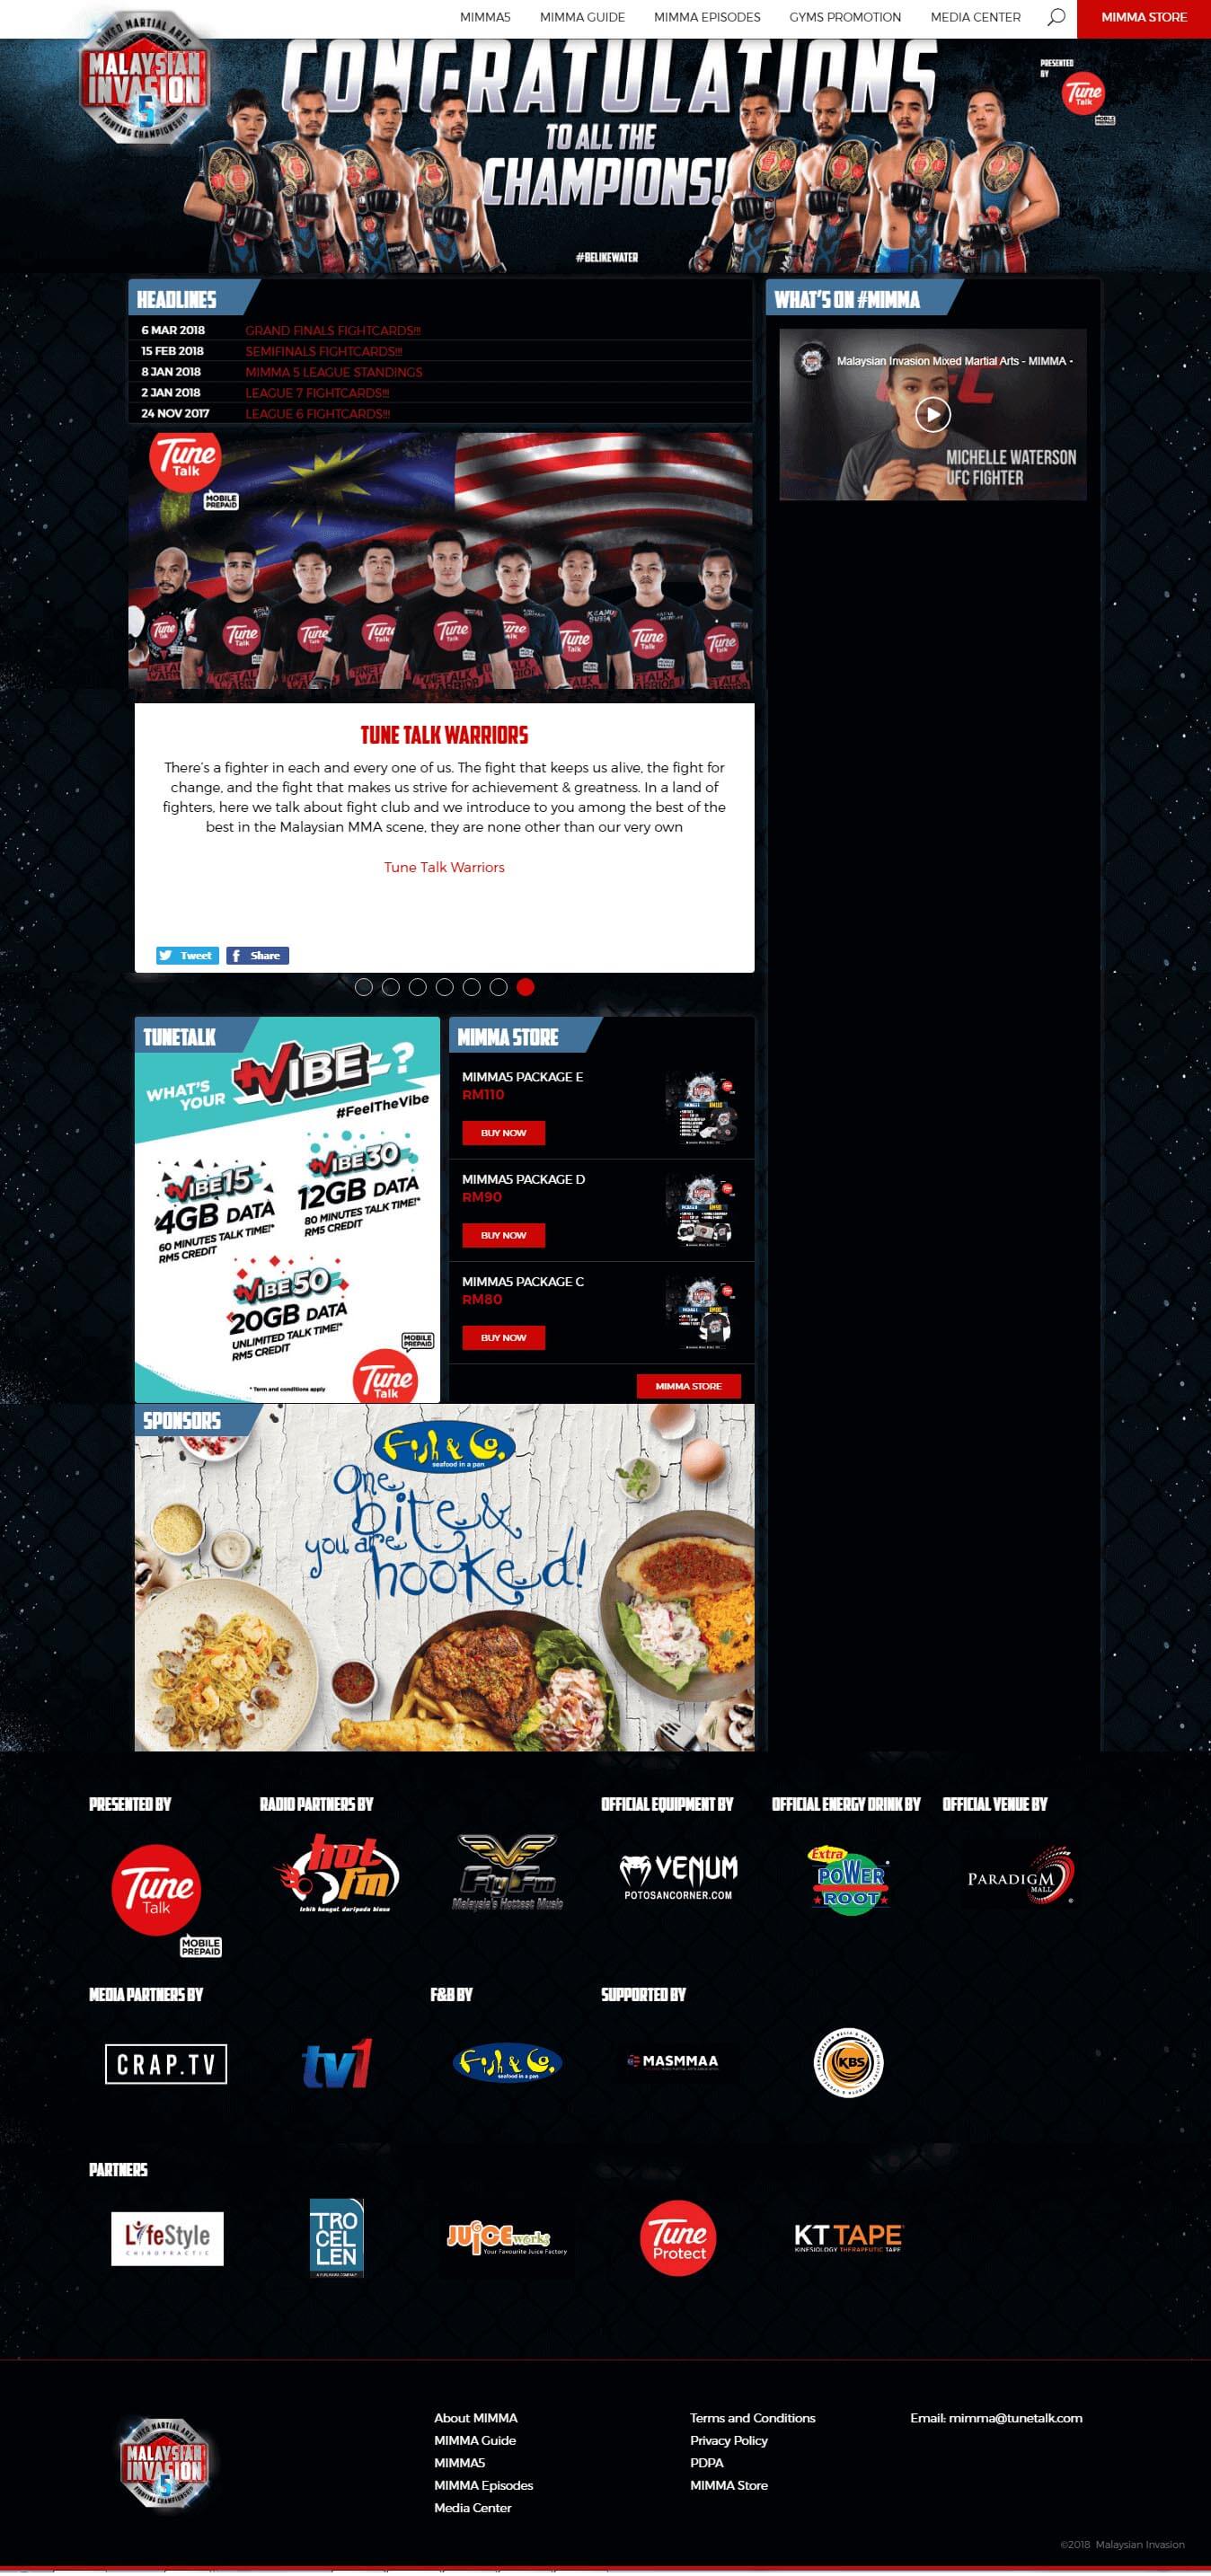 MIMMA5 MIMMA GUIDE MIMMA EPISODES GYMS PROMOTION MEDIA CENTER MIMMA STORE
MIXED MARTIAL ARTS
MALAYSIAN
INVASION
5
FIGHTING CHAMPIONSHIP
CONGRATULATIONS
TO ALL THE
CHAMPIONS!
#BELIKEWATER
PRESENTED
BY
Tune
Talk
MOBILE
PREPAID
HEADLINES
6 MAR 2018 GRAND FINALS FIGHTCARDS!!!
15 FEB 2018 SEMIFINALS FIGHTCARDS!!!
8 JAN 2018 MIMMA 5 LEAGUE STANDINGS
2 JAN 2018 LEAGUE 7 FIGHTCARDS!!!
24 NOV 2017 LEAGUE 6 FIGHTCARDS!!!
WHAT'S ON #MIMMA
Malaysian Invasion Mixed Martial Arts - MIMMA -
MICHELLE WATERSON
UFC FIGHTER
Tune
Talk
MOBILE
PREPAID
TUNE TALK WARRIORS
There's a fighter in each and every one of us. The fight that keeps us alive, the fight for
change, and the fight that makes us strive for achievement & greatness. In a land of
fighters, here we talk about fight club and we introduce to you among the best of the
best in the Malaysian MMA scene, they are none other than our very own
Tune Talk Warriors
Tweet Share
TUNETALK
WHAT'S
YOUR
VIBE-?
#FeelTheVibe
VIBE15
4GB DATA
60 MINUTES TALK TIME!*
RM5 CREDIT
VIBE30
12GB DATA
80 MINUTES TALK TIME!*
RM5 CREDIT
VIBE50
20GB DATA
UNLIMITED TALK TIME!*
RM5 CREDIT
* Term and conditions apply
MOBILE
PREPAID
Tune
Talk
MIMMA STORE
MIMMA5 PACKAGE E
RM110
BUY NOW
MIMMA5 PACKAGE D
RM90
BUY NOW
MIMMA5 PACKAGE C
RM80
BUY NOW
MIMMA STORE
SPONSORS
Fish & Co.
seafood in a pan
One
bite &
you are
hooked!
PRESENTED BY
Tune
Talk
MOBILE
PREPAID
RADIO PARTNERS BY
hot
fm
lebih hangat daripada biasa
Fly Fm
Malaysia's Hottest Music
OFFICIAL EQUIPMENT BY
VENUM
POTOSANCORNER.COM
OFFICIAL ENERGY DRINK BY
Extra
POWER
ROOT
OFFICIAL VENUE BY
PARADIGM
MALL
MEDIA PARTNERS BY
CRAP.TV
tv1
F&B BY
Fish & Co.
seafood in a pan
SUPPORTED BY
MASMMAA
KBS
PARTNERS
LifeStyle
CHIROPRACTIC
TRO
CEL
LEN
JUICE works
Your Favourite Juice Factory
Tune
Protect
KT TAPE
KINESIOLOGY THERAPEUTIC TAPE
MIXED MARTIAL ARTS
MALAYSIAN
INVASION
5
FIGHTING CHAMPIONSHIP
About MIMMA
MIMMA Guide
MIMMA5
MIMMA Episodes
Media Center
Terms and Conditions
Privacy Policy
PDPA
MIMMA Store
Email: mimma@tunetalk.com
©2018 Malaysian Invasion